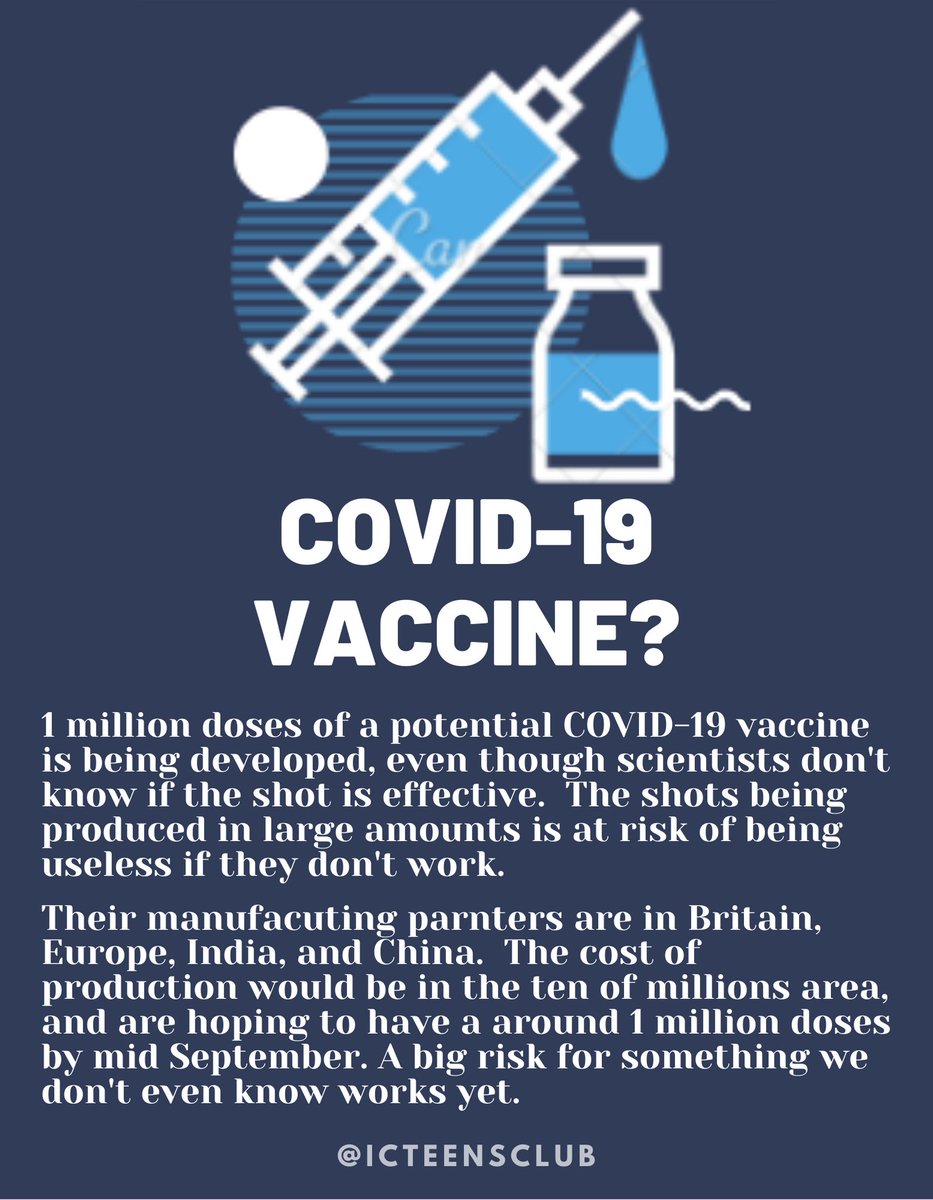 Can
COVID-19
VACCINE?
1 million doses of a potential COVID-19 vaccine
is being developed, even though scientists don't
know if the shot is effective.  The shots being
produced in large amounts is at risk of being
useless if they don't work.
Their manufacuting parnters are in Britain,
Europe, India, and China.  The cost of
production would be in the ten of millions area,
and are hoping to have a around 1 million doses
by mid September. A big risk for something we
don't even know works yet.
@ICTEENSCLUB